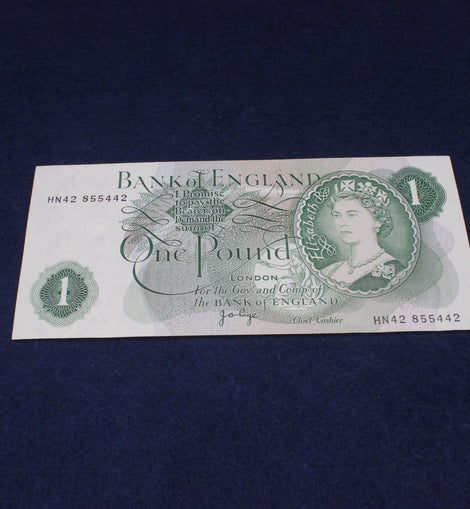 BANK of ENGLAND
I Promise
to pay the
Bearer on
Demand the
sum of
One Pound
LONDON
For the Gov.r and Comp.a of
the BANK of ENGLAND
Chief Cashier
HN42 855442
HN42 855442
1
1
Elizabeth